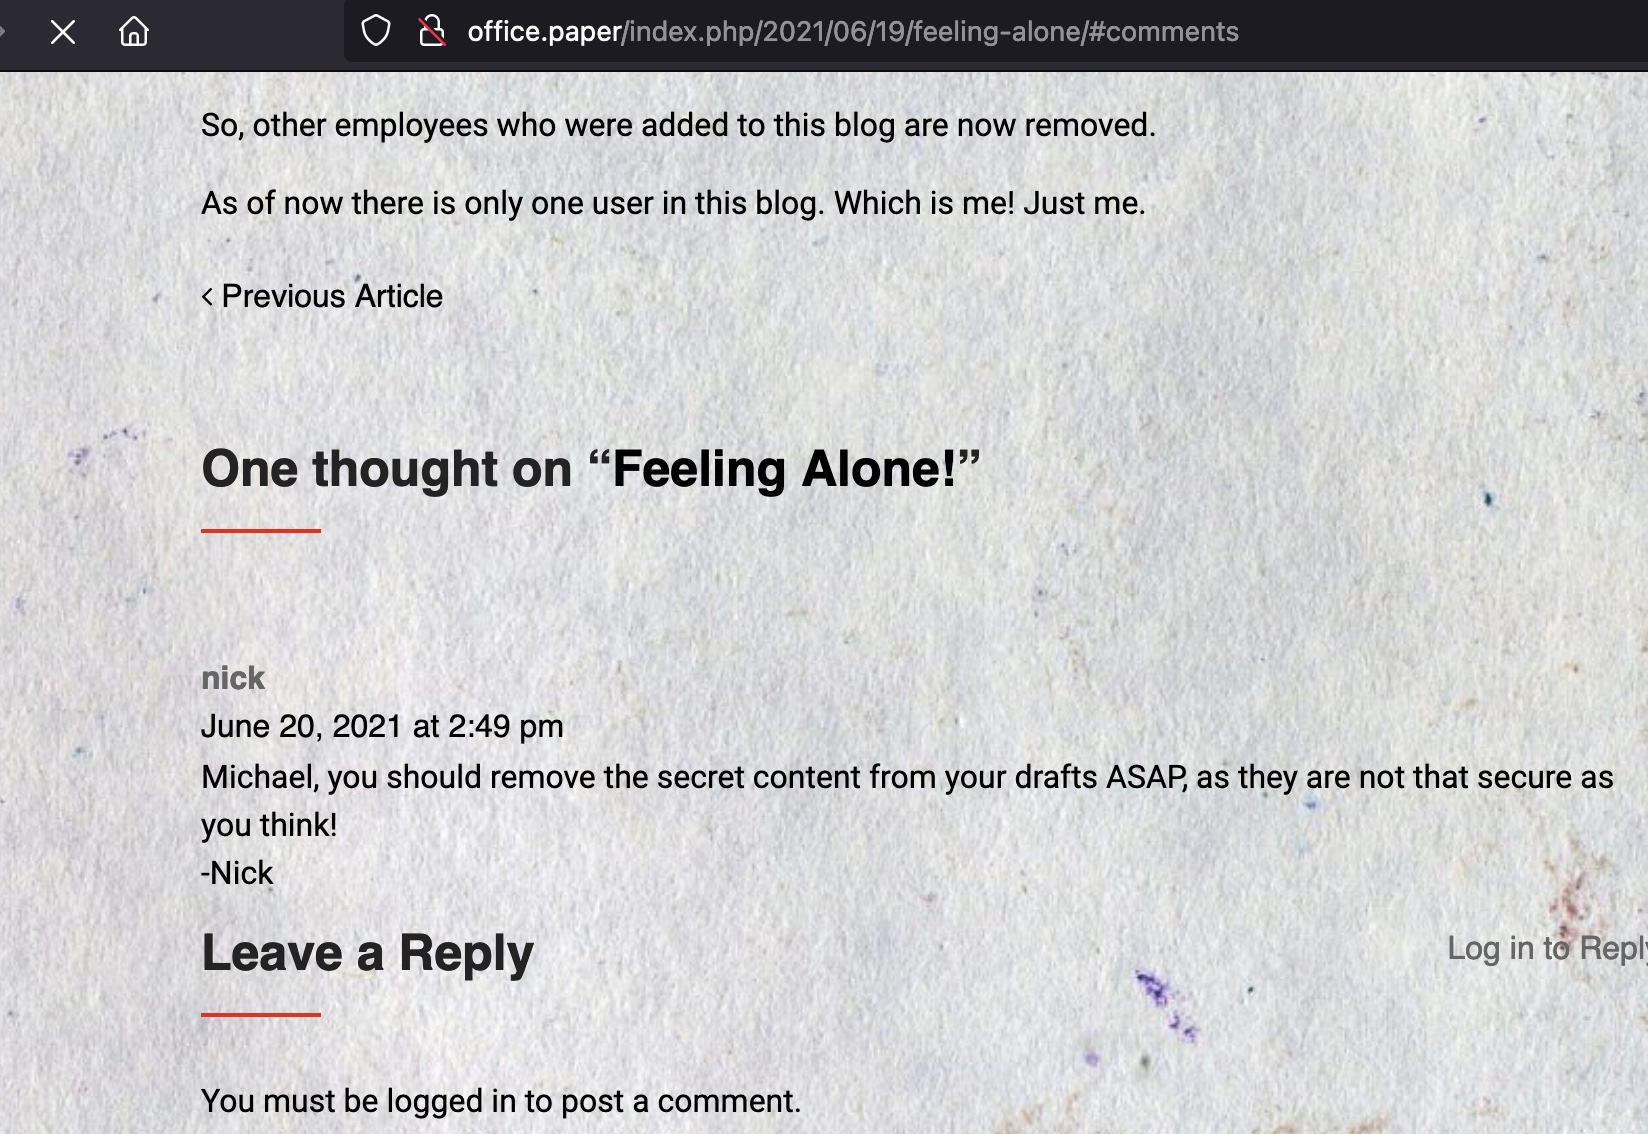 office.paper/index.php/2021/06/19/feeling-alone/#comments
So, other employees who were added to this blog are now removed.
As of now there is only one user in this blog. Which is me! Just me.
< Previous Article
One thought on “Feeling Alone!”
nick
June 20, 2021 at 2:49 pm
Michael, you should remove the secret content from your drafts ASAP, as they are not that secure as
you think!
-Nick
Leave a Reply
Log in to Reply
You must be logged in to post a comment.